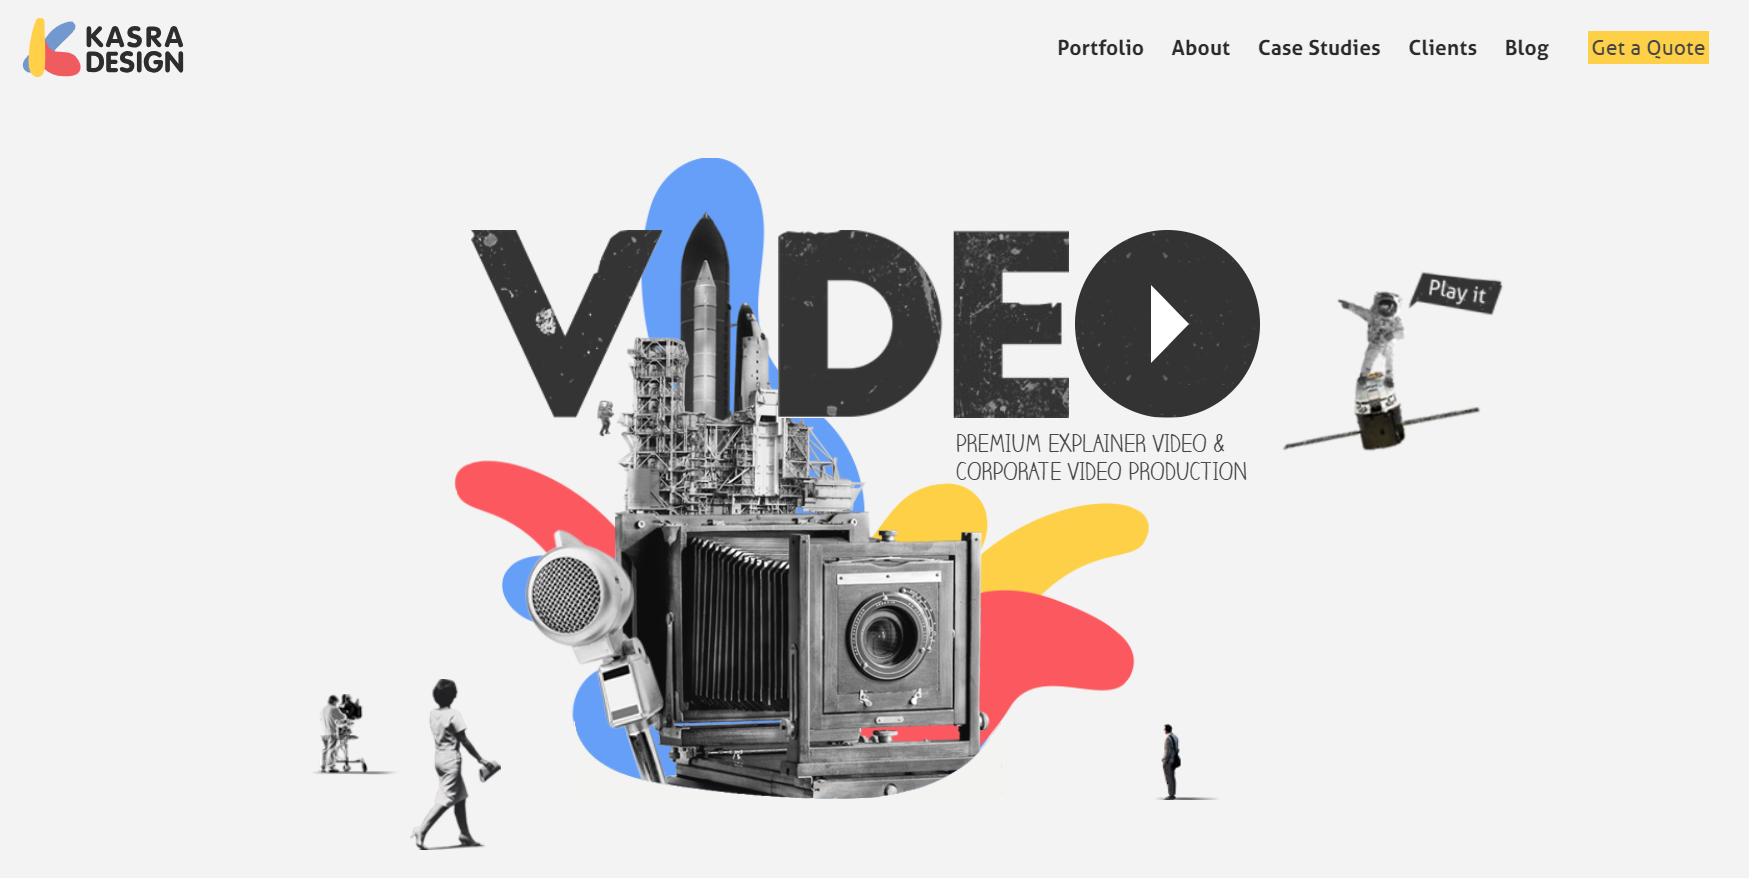 KASRA
DESIGN
Portfolio
About
Case Studies
Clients
Blog
Get a Quote
VIDEO
Play it
PREMIUM EXPLAINER VIDEO &
CORPORATE VIDEO PRODUCTION